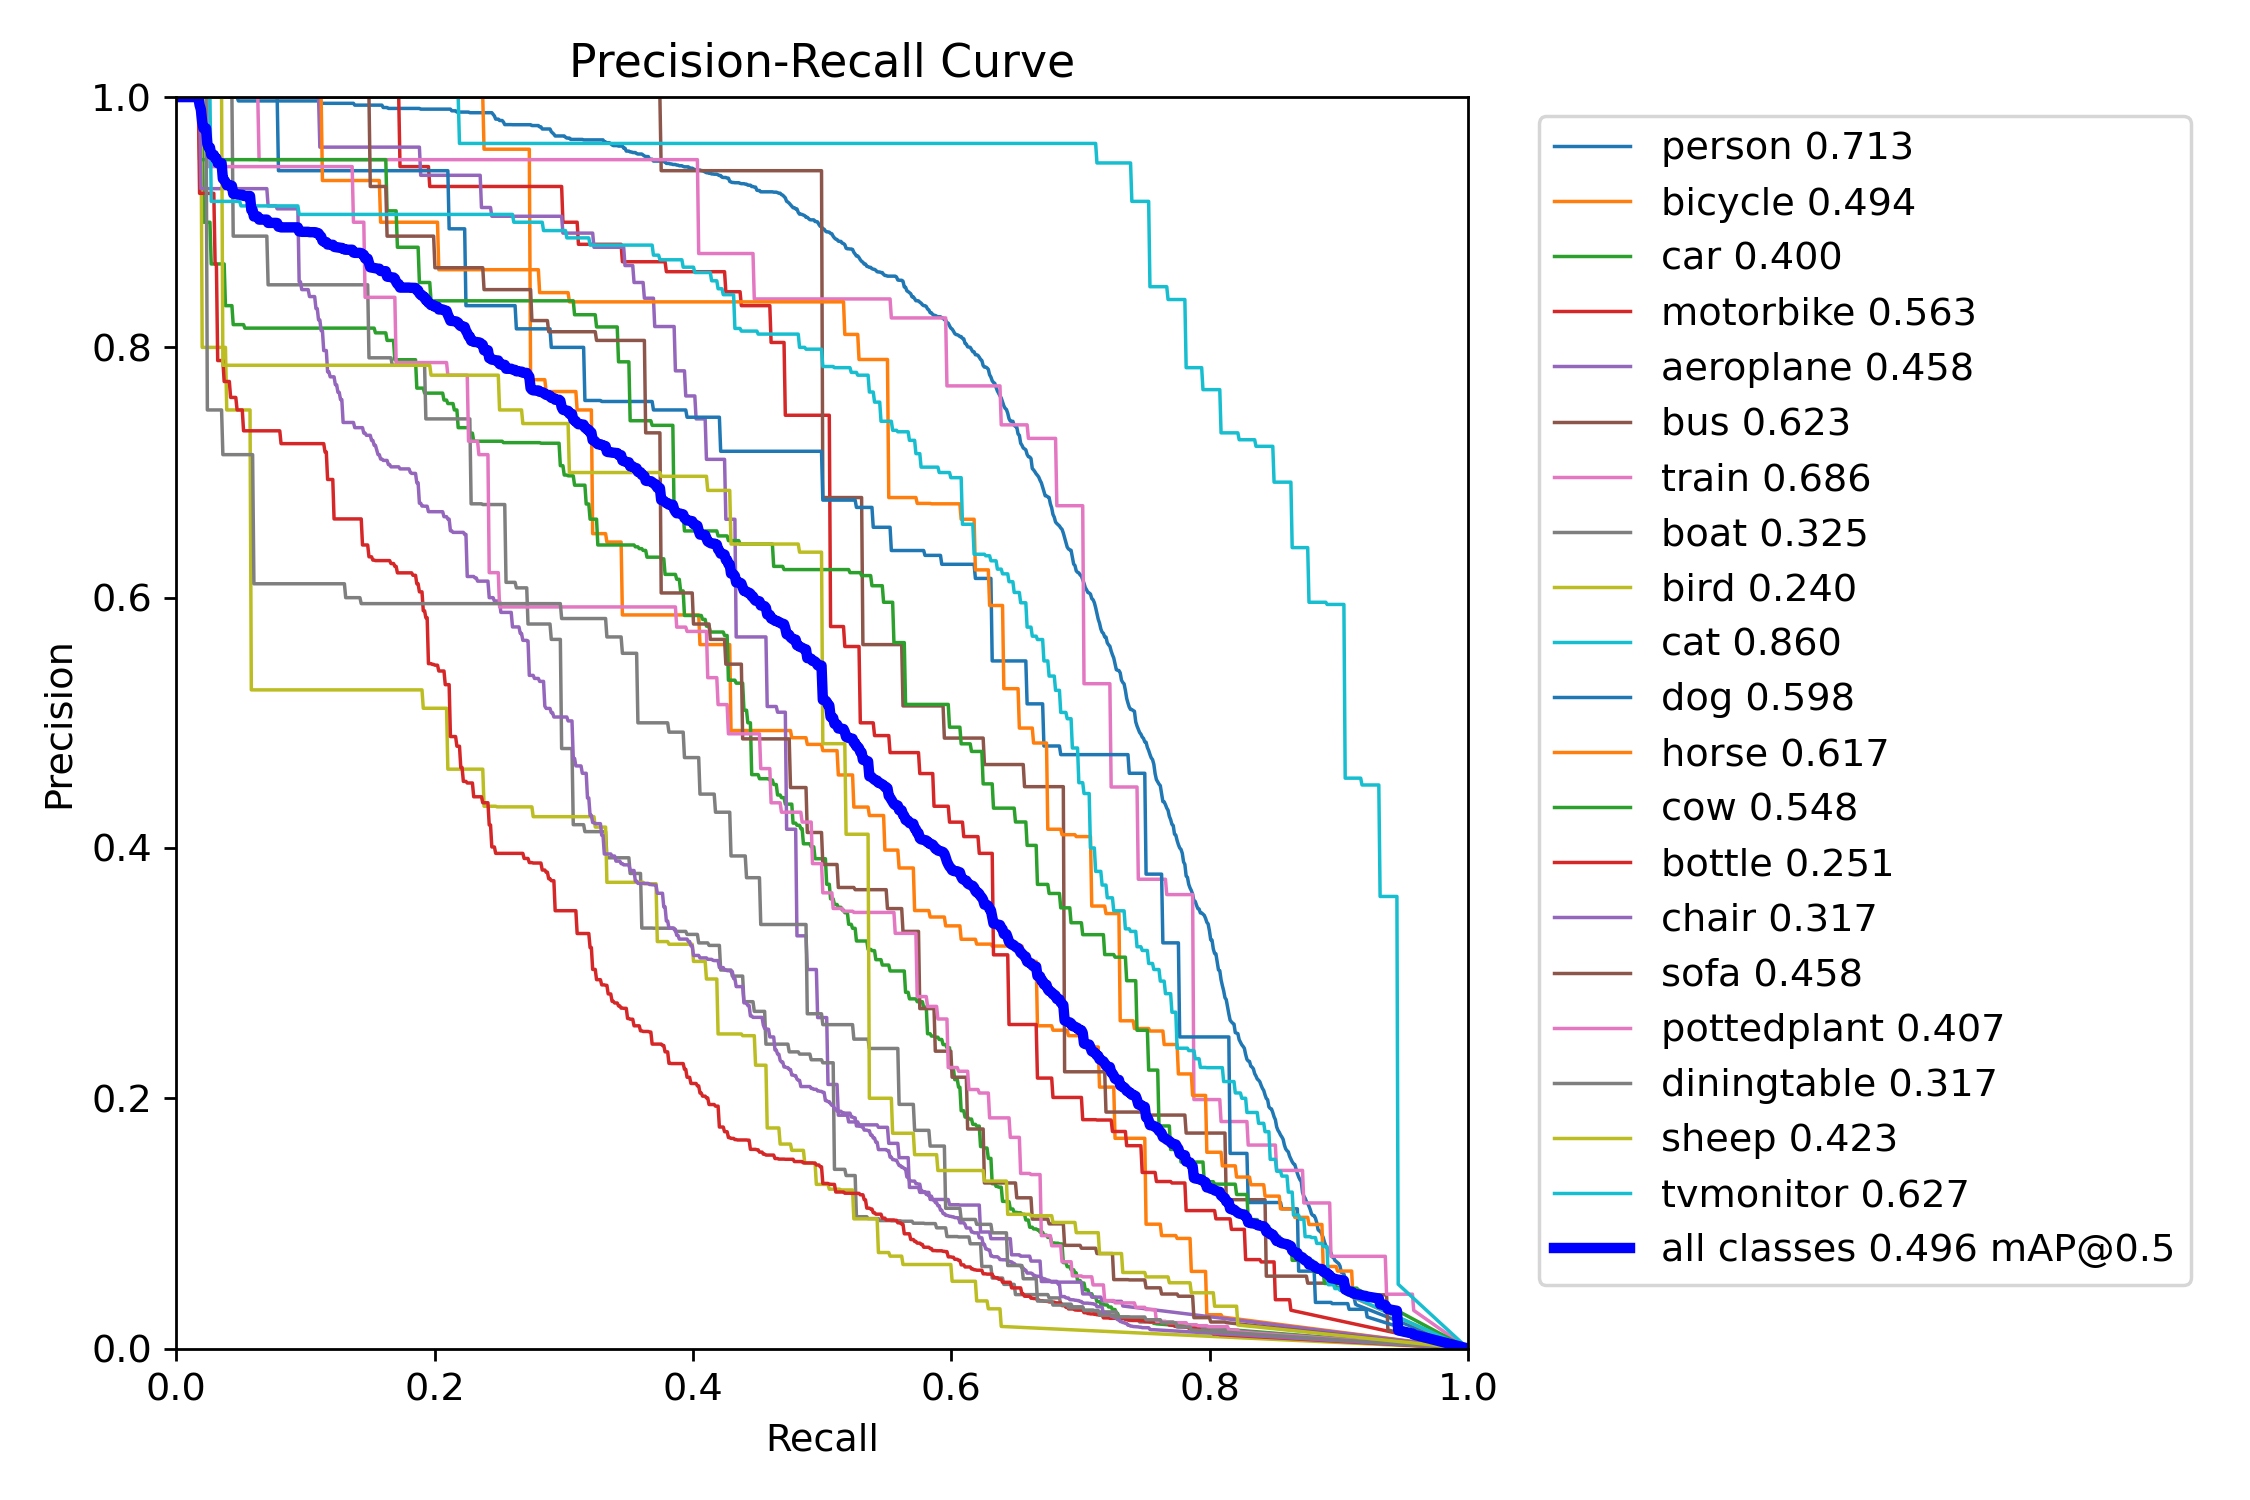 Precision-Recall Curve
1.0
0.8
0.6
0.4
0.2
0.0
Precision
0.0 0.2 0.4 0.6 0.8 1.0
Recall
person 0.713
bicycle 0.494
car 0.400
motorbike 0.563
aeroplane 0.458
bus 0.623
train 0.686
boat 0.325
bird 0.240
cat 0.860
dog 0.598
horse 0.617
cow 0.548
bottle 0.251
chair 0.317
sofa 0.458
pottedplant 0.407
diningtable 0.317
sheep 0.423
tvmonitor 0.627
all classes 0.496 mAP@0.5